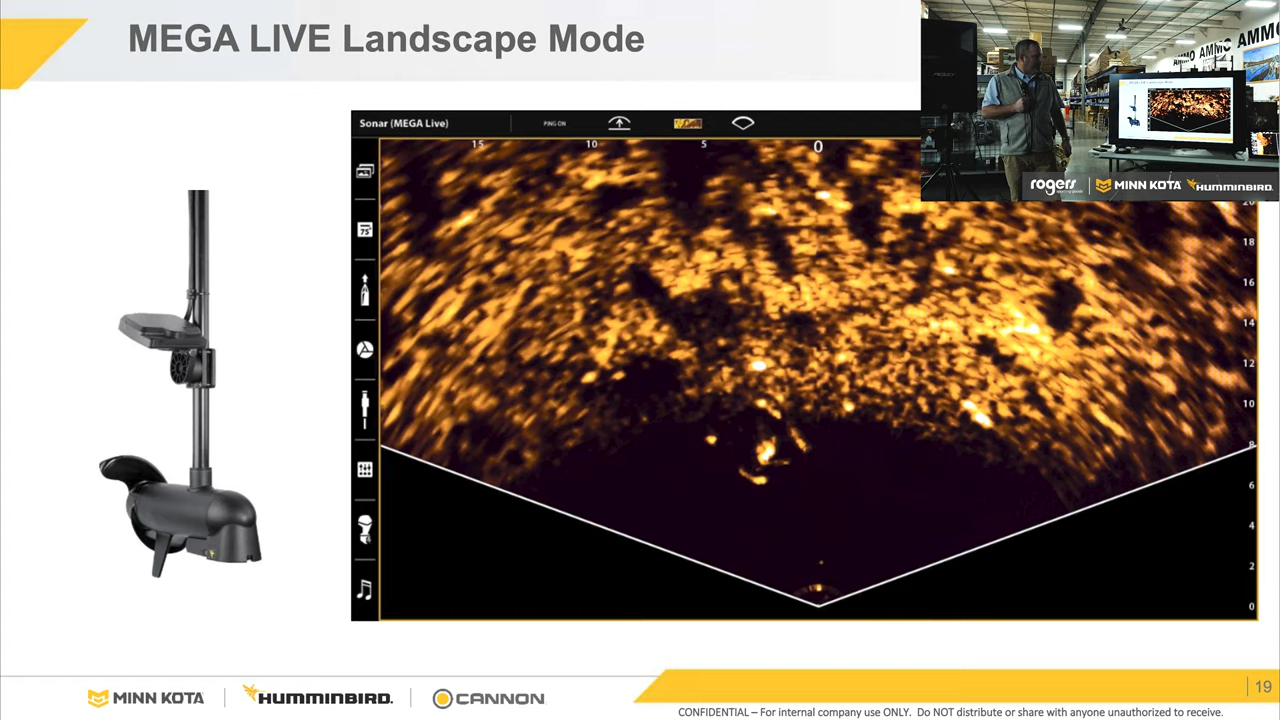 MEGA LIVE Landscape Mode
AMMO AMMO AMMO
rogers MINN KOTA HUMMINBIRD
Sonar (MEGA Live) PING ON
15 10 5 0
20
18
16
14
12
10
8
6
4
2
0
75
MINN KOTA HUMMINBIRD CANNON
19
CONFIDENTIAL – For internal company use ONLY. Do NOT distribute or share with anyone unauthorized to receive.